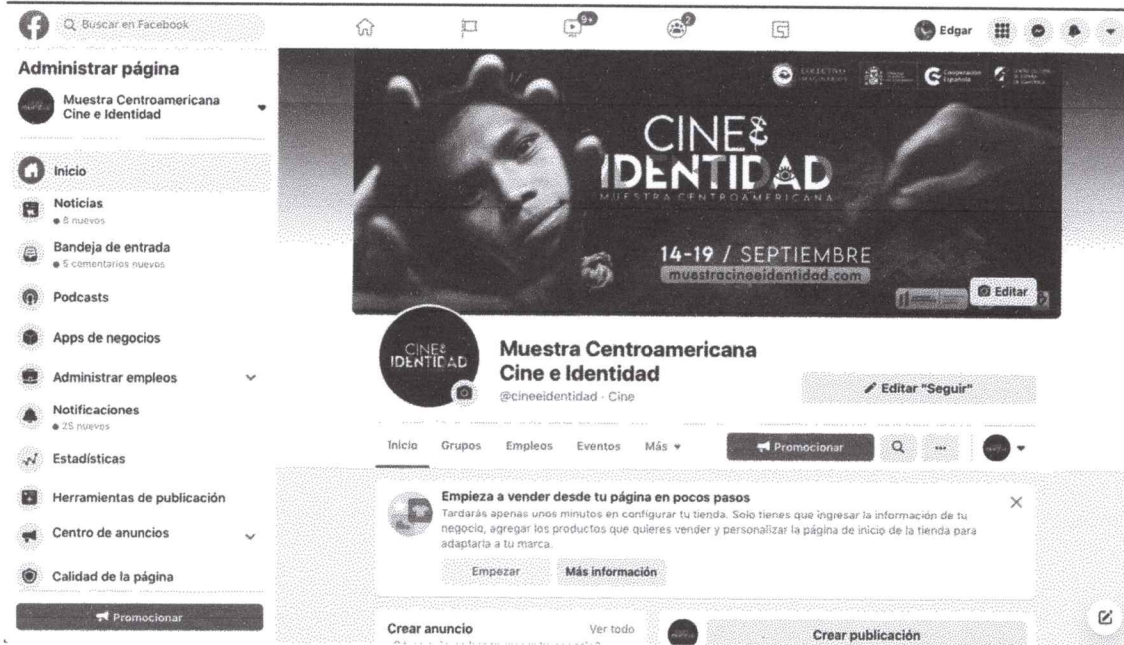 Buscar en Facebook
9+
2
Edgar
Administrar página
Muestra Centroamericana
Cine e Identidad
Inicio
Noticias
8 nuevos
Bandeja de entrada
5 comentarios nuevos
Podcasts
Apps de negocios
Administrar empleos
Notificaciones
25 nuevos
Estadísticas
Herramientas de publicación
Centro de anuncios
Calidad de la página
Promocionar
COLECTIVO
Cooperación
Española
CINE&
IDENTIDAD
MUESTRA CENTROAMERICANA
14-19 / SEPTIEMBRE
muestracineeidentidad.com
Editar
CINE&
IDENTIDAD
Muestra Centroamericana
Cine e Identidad
@cineeidentidad · Cine
Editar "Seguir"
Inicio Grupos Empleos Eventos Más
Promocionar
Empieza a vender desde tu página en pocos pasos
Tardarás apenas unos minutos en configurar tu tienda. Solo tienes que ingresar la información de tu
negocio, agregar los productos que quieres vender y personalizar la página de inicio de la tienda para
adaptarla a tu marca.
Empezar Más información
Crear anuncio Ver todo
Crear publicación